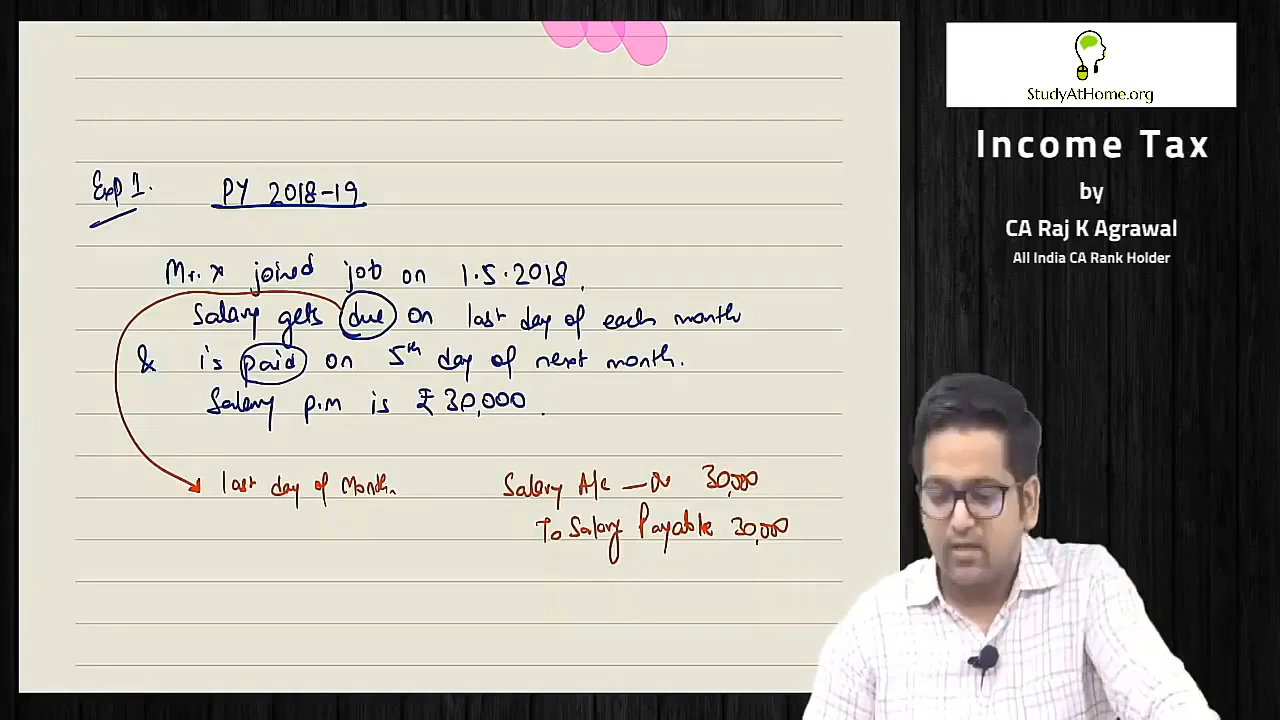 Exp 1. PY 2018-19
Mr. X joined job on 1.5.2018.
Salary gets due on last day of each month
& is paid on 5th day of next month.
Salary p.m is ₹ 30,000.
last day of Month.
Salary A/c — Dr 30,000
To Salary Payable 30,000
StudyAtHome.org
Income Tax
by
CA Raj K Agrawal
All India CA Rank Holder